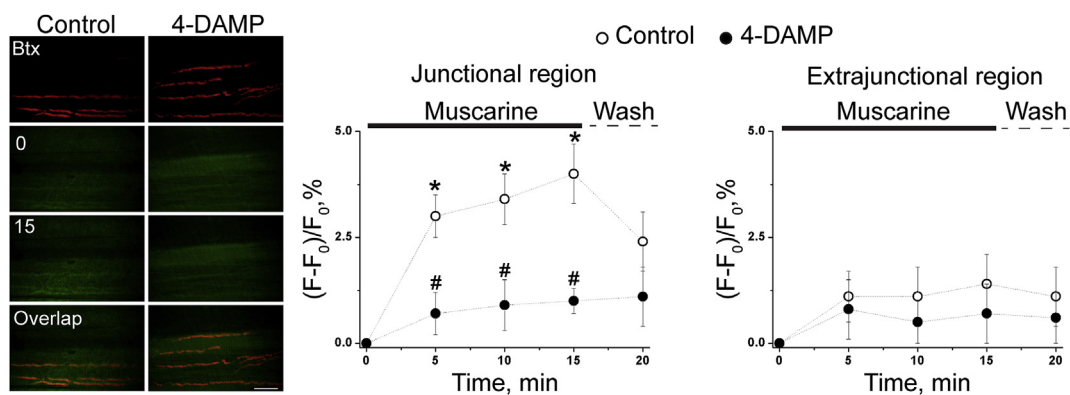 Control 4-DAMP
Btx
0
15
Overlap
Control 4-DAMP
Junctional region
Muscarine Wash
5.0
2.5
0.0
(F-F₀)/F₀, %
* * *
# # #
0 5 10 15 20
Time, min
Extrajunctional region
Muscarine Wash
5.0
2.5
0.0
(F-F₀)/F₀, %
0 5 10 15 20
Time, min